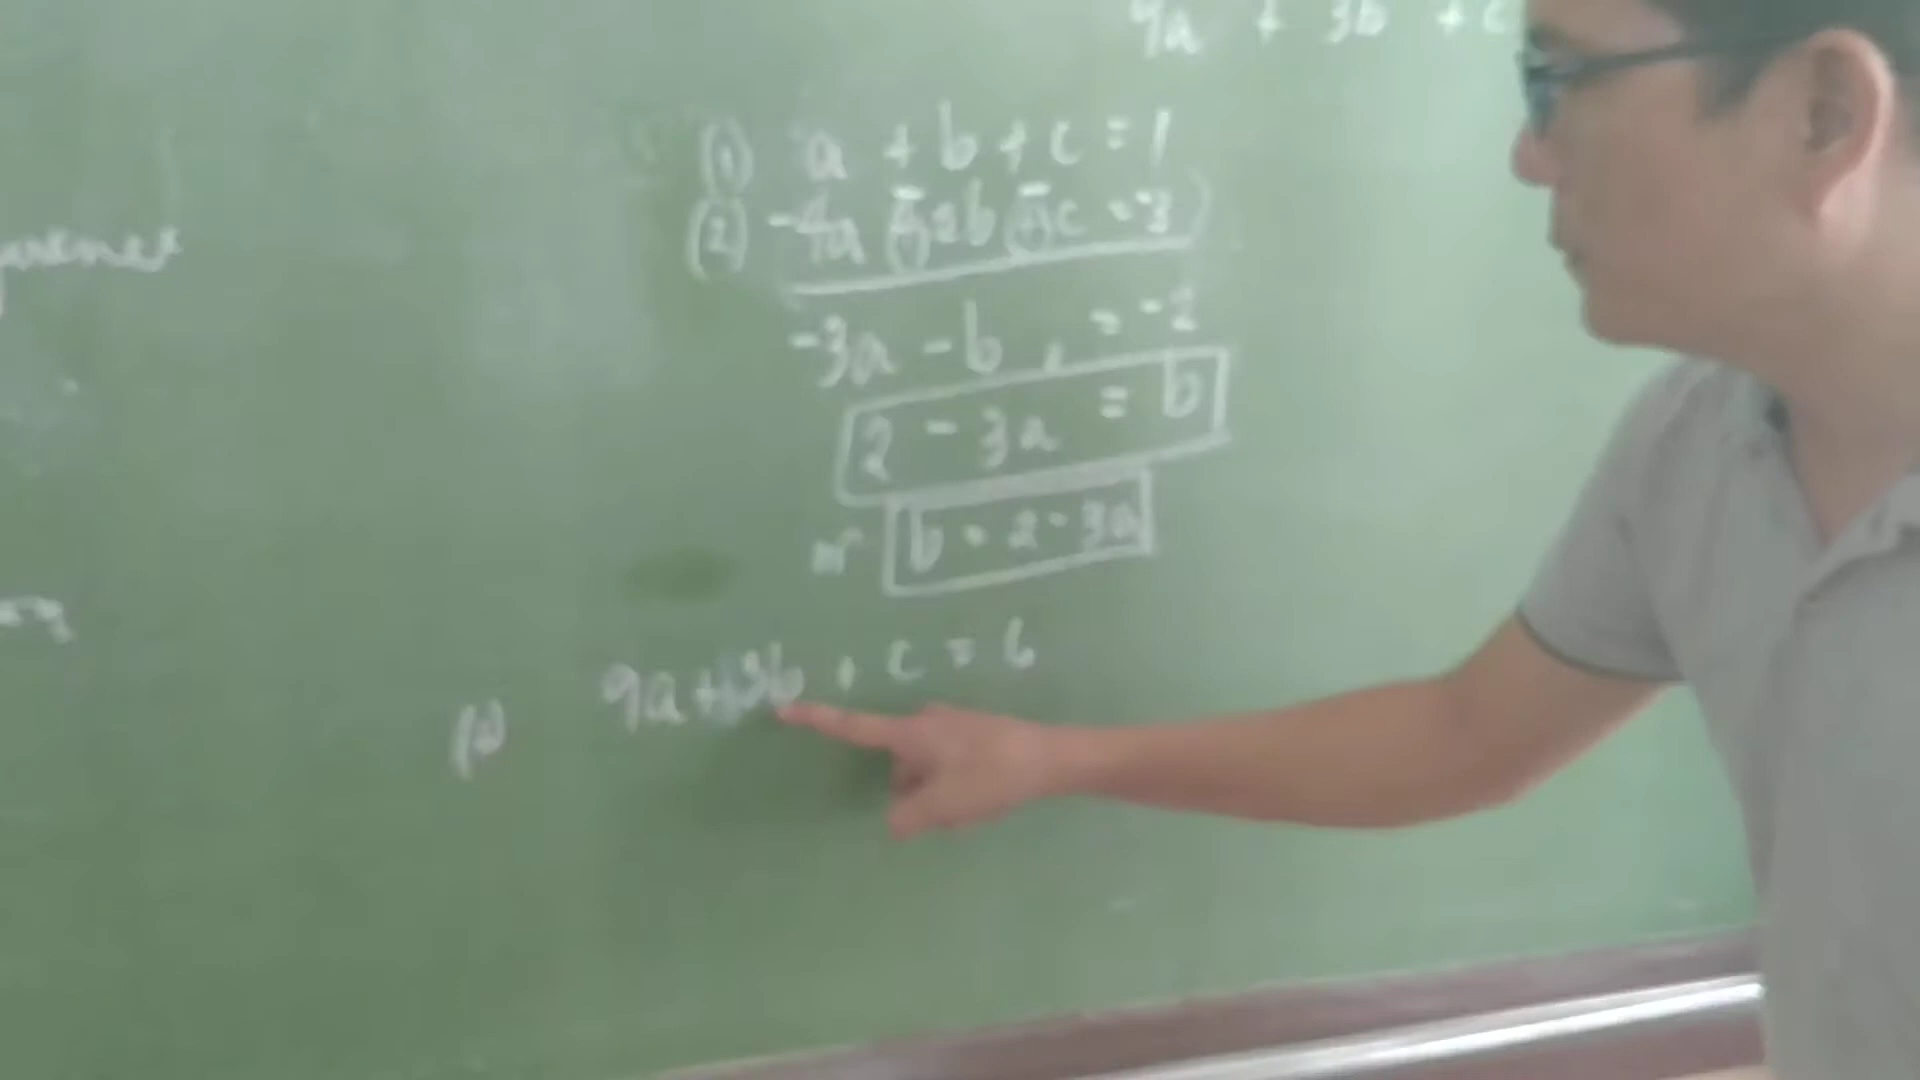 9a + 3b + c
(1) a + b + c = 1
(2) -4a (-) 2b (-) c = -3)
-3a - b = -2
2 - 3a = b
or b = 2 - 3a
9a + 3b + c = 6